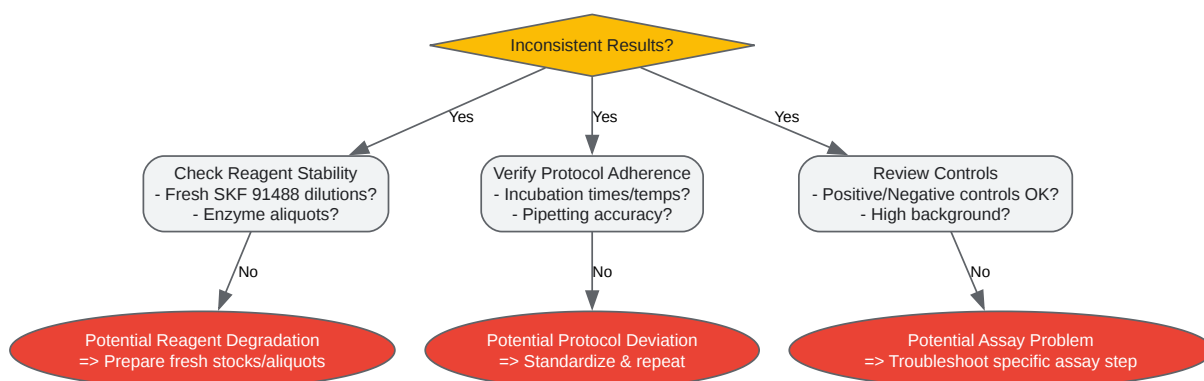 Inconsistent Results?
Yes
Yes
Yes
Check Reagent Stability
- Fresh SKF 91488 dilutions?
- Enzyme aliquots?
Verify Protocol Adherence
- Incubation times/temps?
- Pipetting accuracy?
Review Controls
- Positive/Negative controls OK?
- High background?
No
No
No
Potential Reagent Degradation
=> Prepare fresh stocks/aliquots
Potential Protocol Deviation
=> Standardize & repeat
Potential Assay Problem
=> Troubleshoot specific assay step